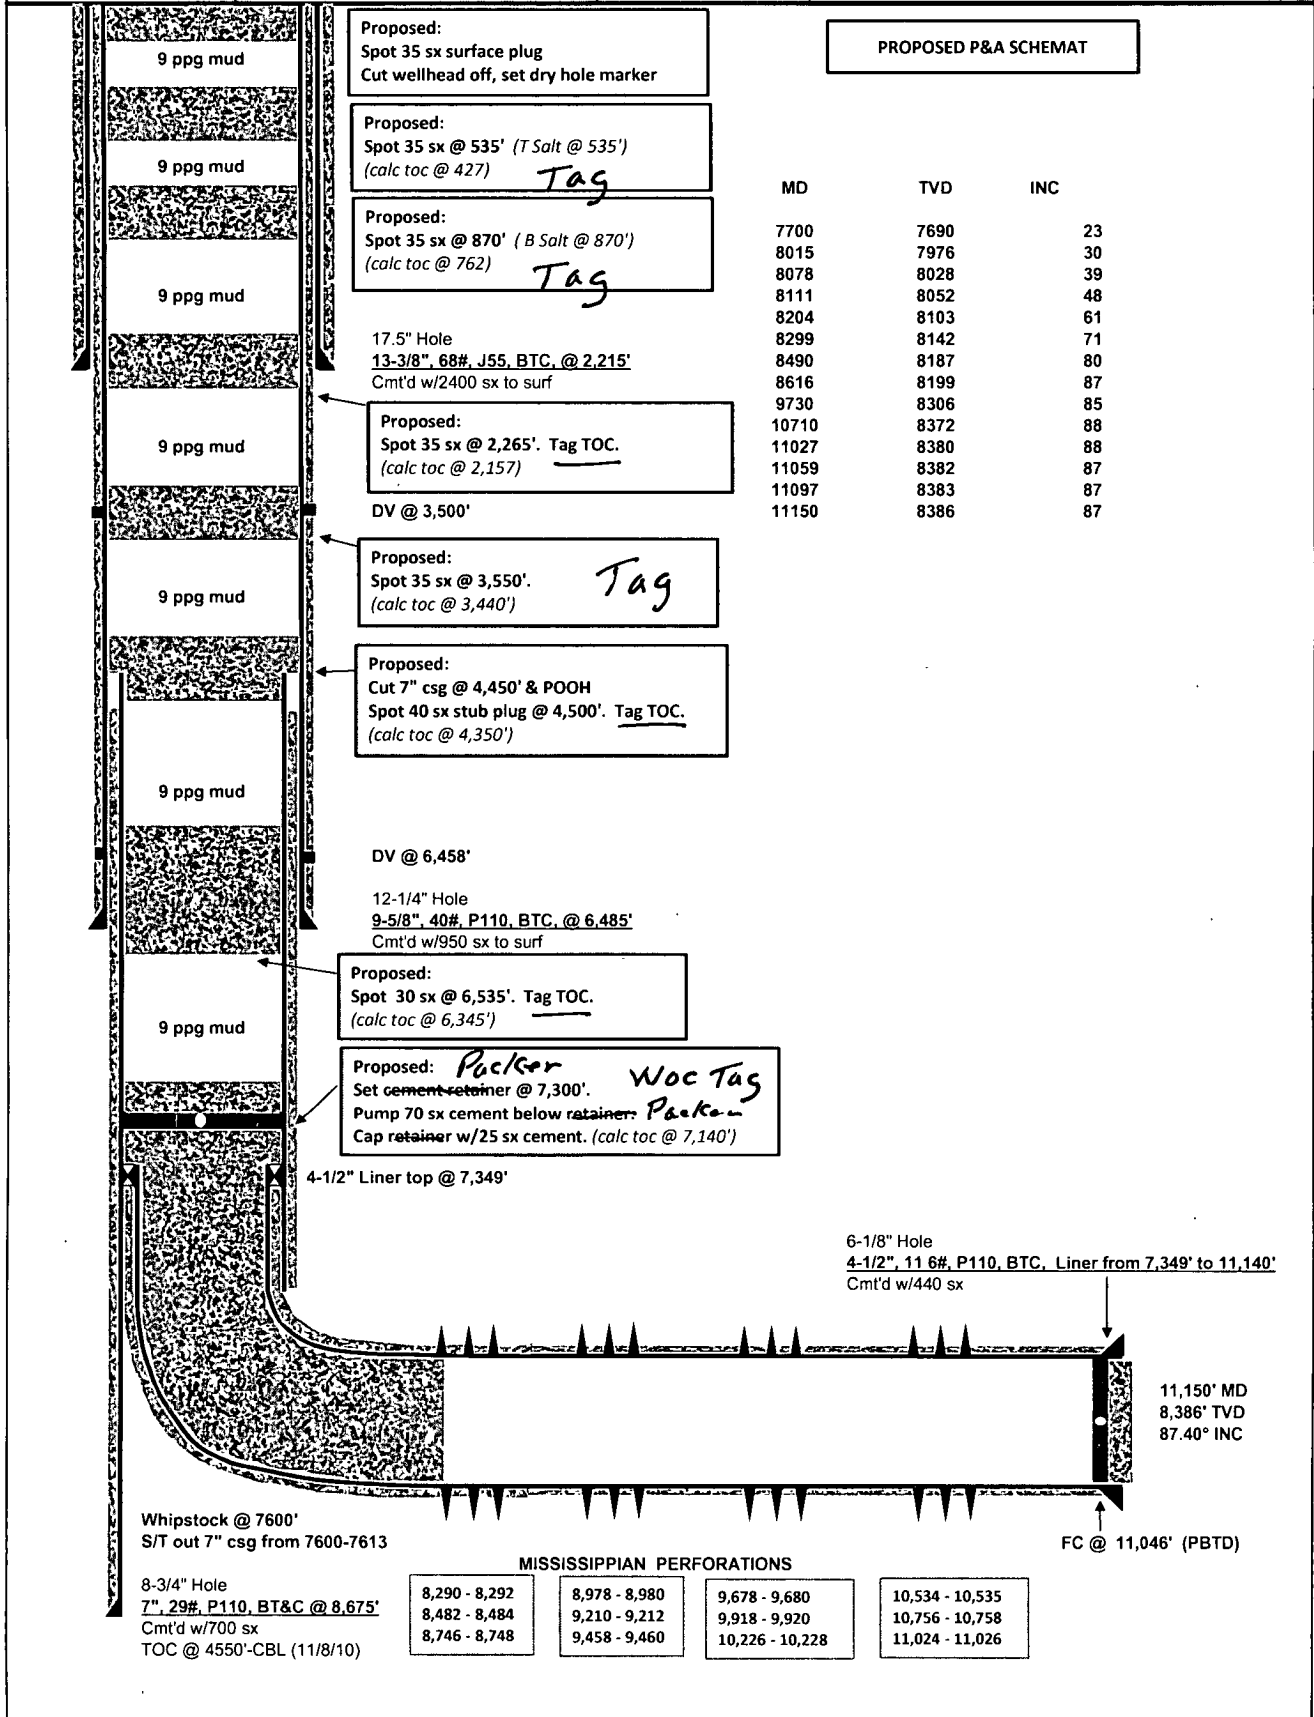 PROPOSED P&A SCHEMAT
9 ppg mud
Proposed:
Spot 35 sx surface plug
Cut wellhead off, set dry hole marker
9 ppg mud
Proposed:
Spot 35 sx @ 535' (T Salt @ 535')
(calc toc @ 427)
Tag
Proposed:
Spot 35 sx @ 870' ( B Salt @ 870')
(calc toc @ 762)
Tag
9 ppg mud
17.5" Hole
13-3/8", 68#, J55, BTC, @ 2,215'
Cmt'd w/2400 sx to surf
MD TVD INC
7700 7690 23
8015 7976 30
8078 8028 39
8111 8052 48
8204 8103 61
8299 8142 71
8490 8187 80
8616 8199 87
9730 8306 85
10710 8372 88
11027 8380 88
11059 8382 87
11097 8383 87
11150 8386 87
9 ppg mud
Proposed:
Spot 35 sx @ 2,265'. Tag TOC.
(calc toc @ 2,157)
DV @ 3,500'
9 ppg mud
Proposed:
Spot 35 sx @ 3,550'.
(calc toc @ 3,440')
Tag
Proposed:
Cut 7" csg @ 4,450' & POOH
Spot 40 sx stub plug @ 4,500'. Tag TOC.
(calc toc @ 4,350')
9 ppg mud
DV @ 6,458'
12-1/4" Hole
9-5/8", 40#, P110, BTC, @ 6,485'
Cmt'd w/950 sx to surf
Proposed:
Spot 30 sx @ 6,535'. Tag TOC.
(calc toc @ 6,345')
9 ppg mud
Proposed: Packer
Set cement retainer @ 7,300'. WOC Tag
Pump 70 sx cement below retainer. Packer
Cap retainer w/25 sx cement. (calc toc @ 7,140')
4-1/2" Liner top @ 7,349'
6-1/8" Hole
4-1/2", 11 6#, P110, BTC, Liner from 7,349' to 11,140'
Cmt'd w/440 sx
11,150' MD
8,386' TVD
87.40° INC
Whipstock @ 7600'
S/T out 7" csg from 7600-7613
FC @ 11,046' (PBTD)
8-3/4" Hole
7", 29#, P110, BT&C @ 8,675'
Cmt'd w/700 sx
TOC @ 4550'-CBL (11/8/10)
MISSISSIPPIAN PERFORATIONS
8,290 - 8,292
8,482 - 8,484
8,746 - 8,748
8,978 - 8,980
9,210 - 9,212
9,458 - 9,460
9,678 - 9,680
9,918 - 9,920
10,226 - 10,228
10,534 - 10,535
10,756 - 10,758
11,024 - 11,026